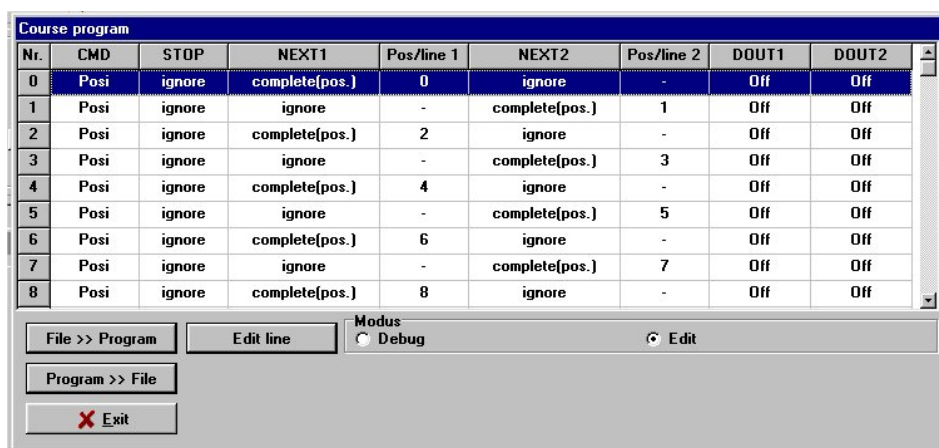 Course program
Nr. CMD STOP NEXT1 Pos/line 1 NEXT2 Pos/line 2 DOUT1 DOUT2
0 Posi ignore complete(pos.) 0 ignore - Off Off
1 Posi ignore ignore - complete(pos.) 1 Off Off
2 Posi ignore complete(pos.) 2 ignore - Off Off
3 Posi ignore ignore - complete(pos.) 3 Off Off
4 Posi ignore complete(pos.) 4 ignore - Off Off
5 Posi ignore ignore - complete(pos.) 5 Off Off
6 Posi ignore complete(pos.) 6 ignore - Off Off
7 Posi ignore ignore - complete(pos.) 7 Off Off
8 Posi ignore complete(pos.) 8 ignore - Off Off
Modus
File >> Program Edit line Debug Edit
Program >> File
Exit